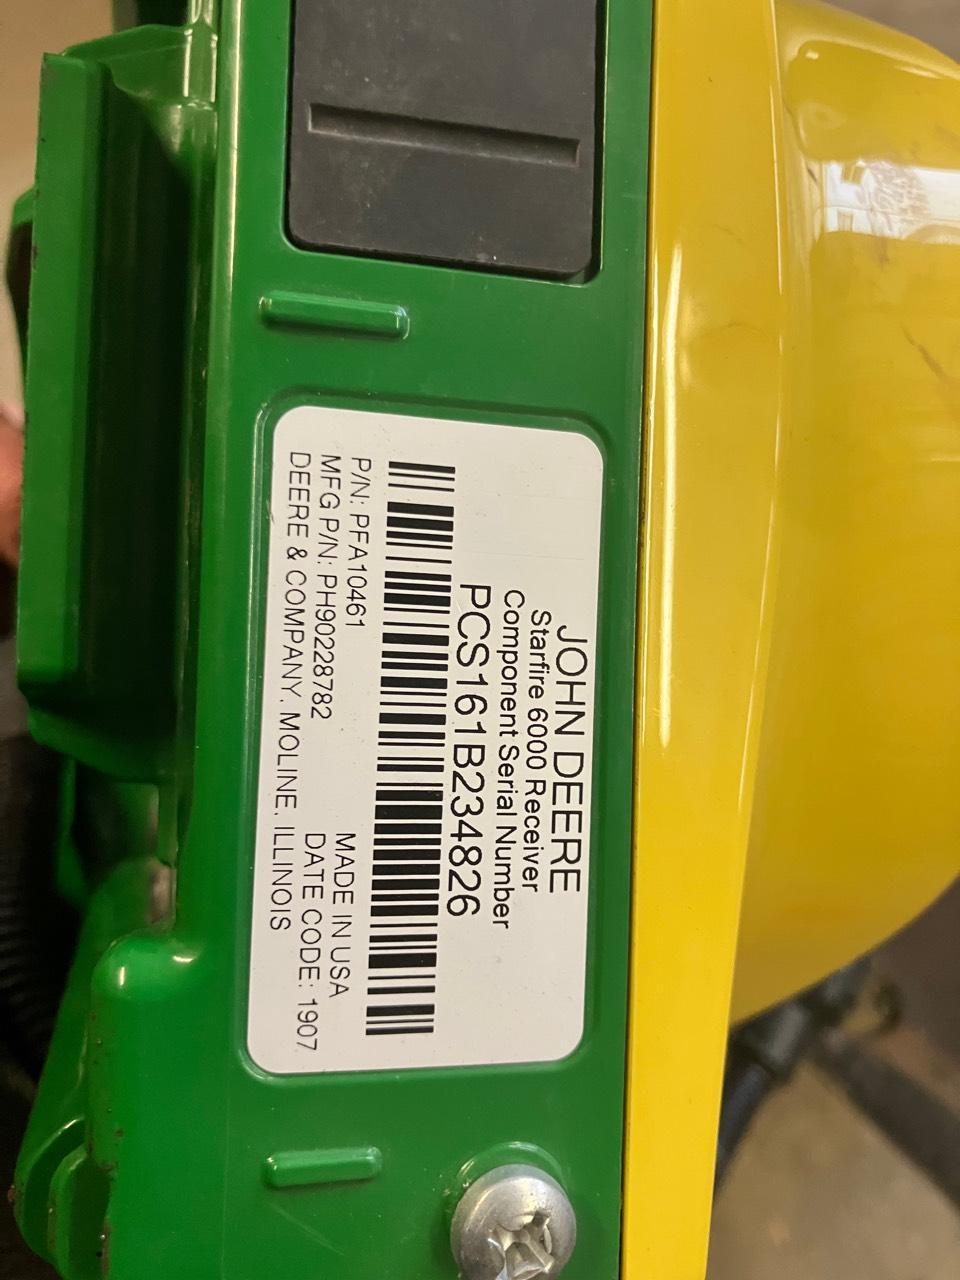 JOHN DEERE
Starfire 6000 Receiver
Component Serial Number
PCS161B234826
P/N: PFA10461 MADE IN USA
MFG P/N: PH90228782 DATE CODE: 1907
DEERE & COMPANY. MOLINE, ILLINOIS